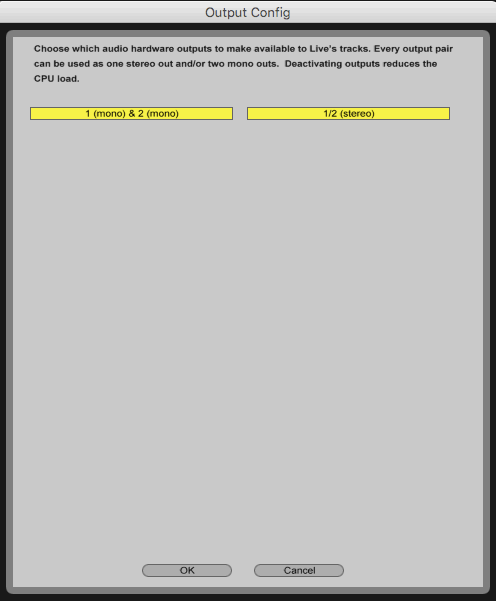 Output Config
Choose which audio hardware outputs to make available to Live's tracks. Every output pair
can be used as one stereo out and/or two mono outs.  Deactivating outputs reduces the
CPU load.
1 (mono) & 2 (mono)
1/2 (stereo)
OK
Cancel